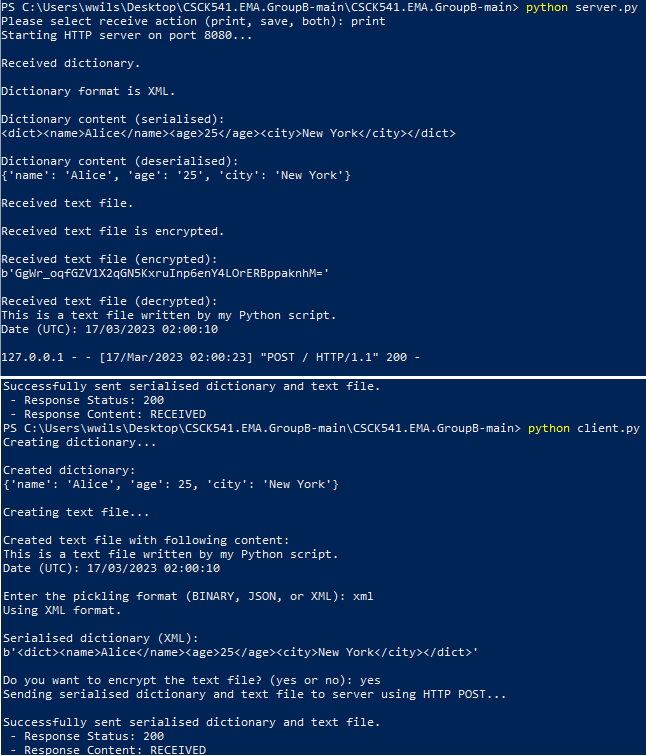 PS C:\Users\wwils\Desktop\CSCK541.EMA.GroupB-main\CSCK541.EMA.GroupB-main> python server.py
Please select receive action (print, save, both): print
Starting HTTP server on port 8080...
Received dictionary.
Dictionary format is XML.
Dictionary content (serialised):
<dict><name>Alice</name><age>25</age><city>New York</city></dict>
Dictionary content (deserialised):
{'name': 'Alice', 'age': '25', 'city': 'New York'}
Received text file.
Received text file is encrypted.
Received text file (encrypted):
b'GgWr_oqfGZV1X2qGN5KxruInp6enY4LOrERBppaknhM='
Received text file (decrypted):
This is a text file written by my Python script.
Date (UTC): 17/03/2023 02:00:10
127.0.0.1 - - [17/Mar/2023 02:00:23] "POST / HTTP/1.1" 200 -
Successfully sent serialised dictionary and text file.
- Response Status: 200
- Response Content: RECEIVED
PS C:\Users\wwils\Desktop\CSCK541.EMA.GroupB-main\CSCK541.EMA.GroupB-main> python client.py
Creating dictionary...
Created dictionary:
{'name': 'Alice', 'age': 25, 'city': 'New York'}
Creating text file...
Created text file with following content:
This is a text file written by my Python script.
Date (UTC): 17/03/2023 02:00:10
Enter the pickling format (BINARY, JSON, or XML): xml
Using XML format.
Serialised dictionary (XML):
b'<dict><name>Alice</name><age>25</age><city>New York</city></dict>'
Do you want to encrypt the text file? (yes or no): yes
Sending serialised dictionary and text file to server using HTTP POST...
Successfully sent serialised dictionary and text file.
- Response Status: 200
- Response Content: RECEIVED